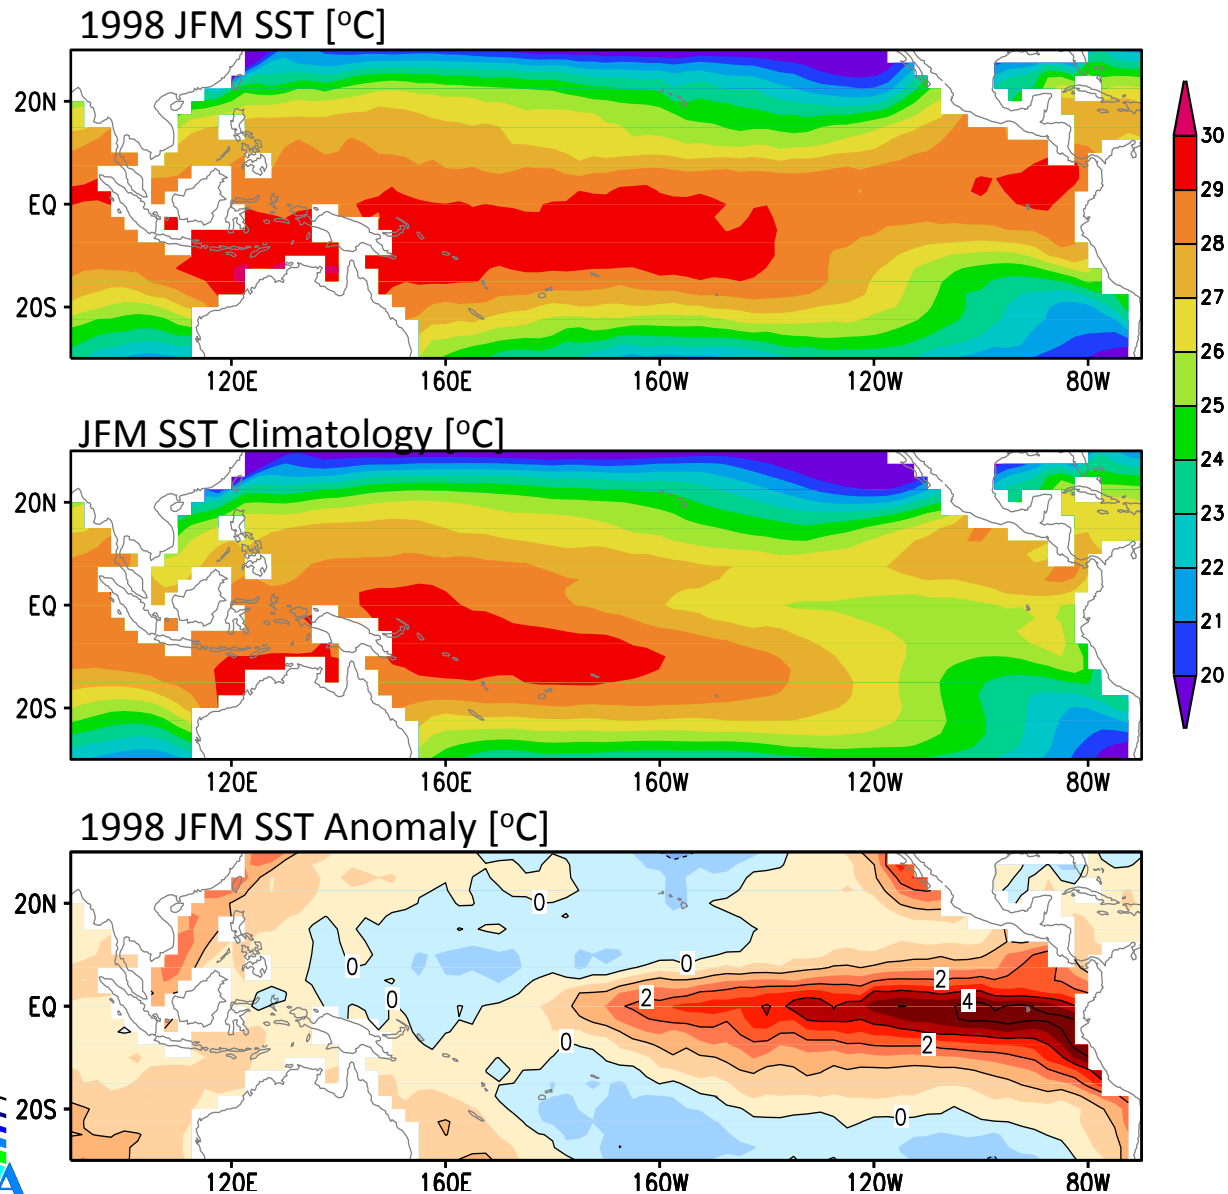 1998 JFM SST [°C]
20N
EQ
20S
120E 160E 160W 120W 80W
30
29
28
27
26
25
24
23
22
21
20
JFM SST Climatology [°C]
20N
EQ
20S
120E 160E 160W 120W 80W
1998 JFM SST Anomaly [°C]
20N
EQ
20S
0
0
0
0
0
0
2
2
2
4
120E 160E 160W 120W 80W
A